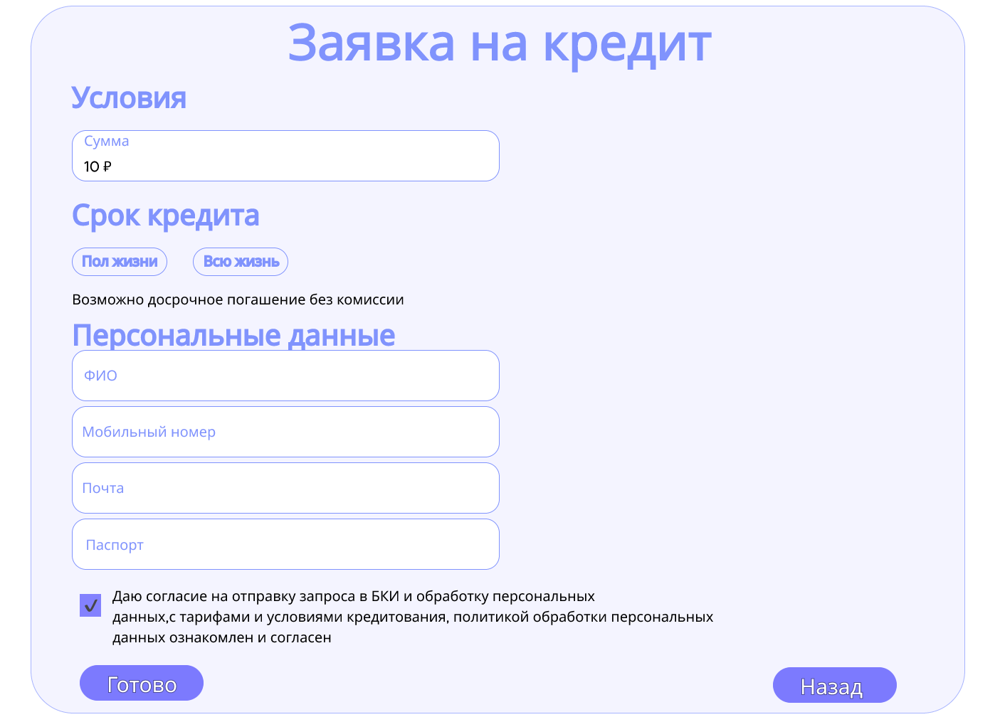 Заявка на кредит
Условия
Сумма
10 ₽
Срок кредита
Пол жизни
Всю жизнь
Возможно досрочное погашение без комиссии
Персональные данные
ФИО
Мобильный номер
Почта
Паспорт
Даю согласие на отправку запроса в БКИ и обработку персональных
данных,с тарифами и условиями кредитования, политикой обработки персональных
данных ознакомлен и согласен
Готово
Назад